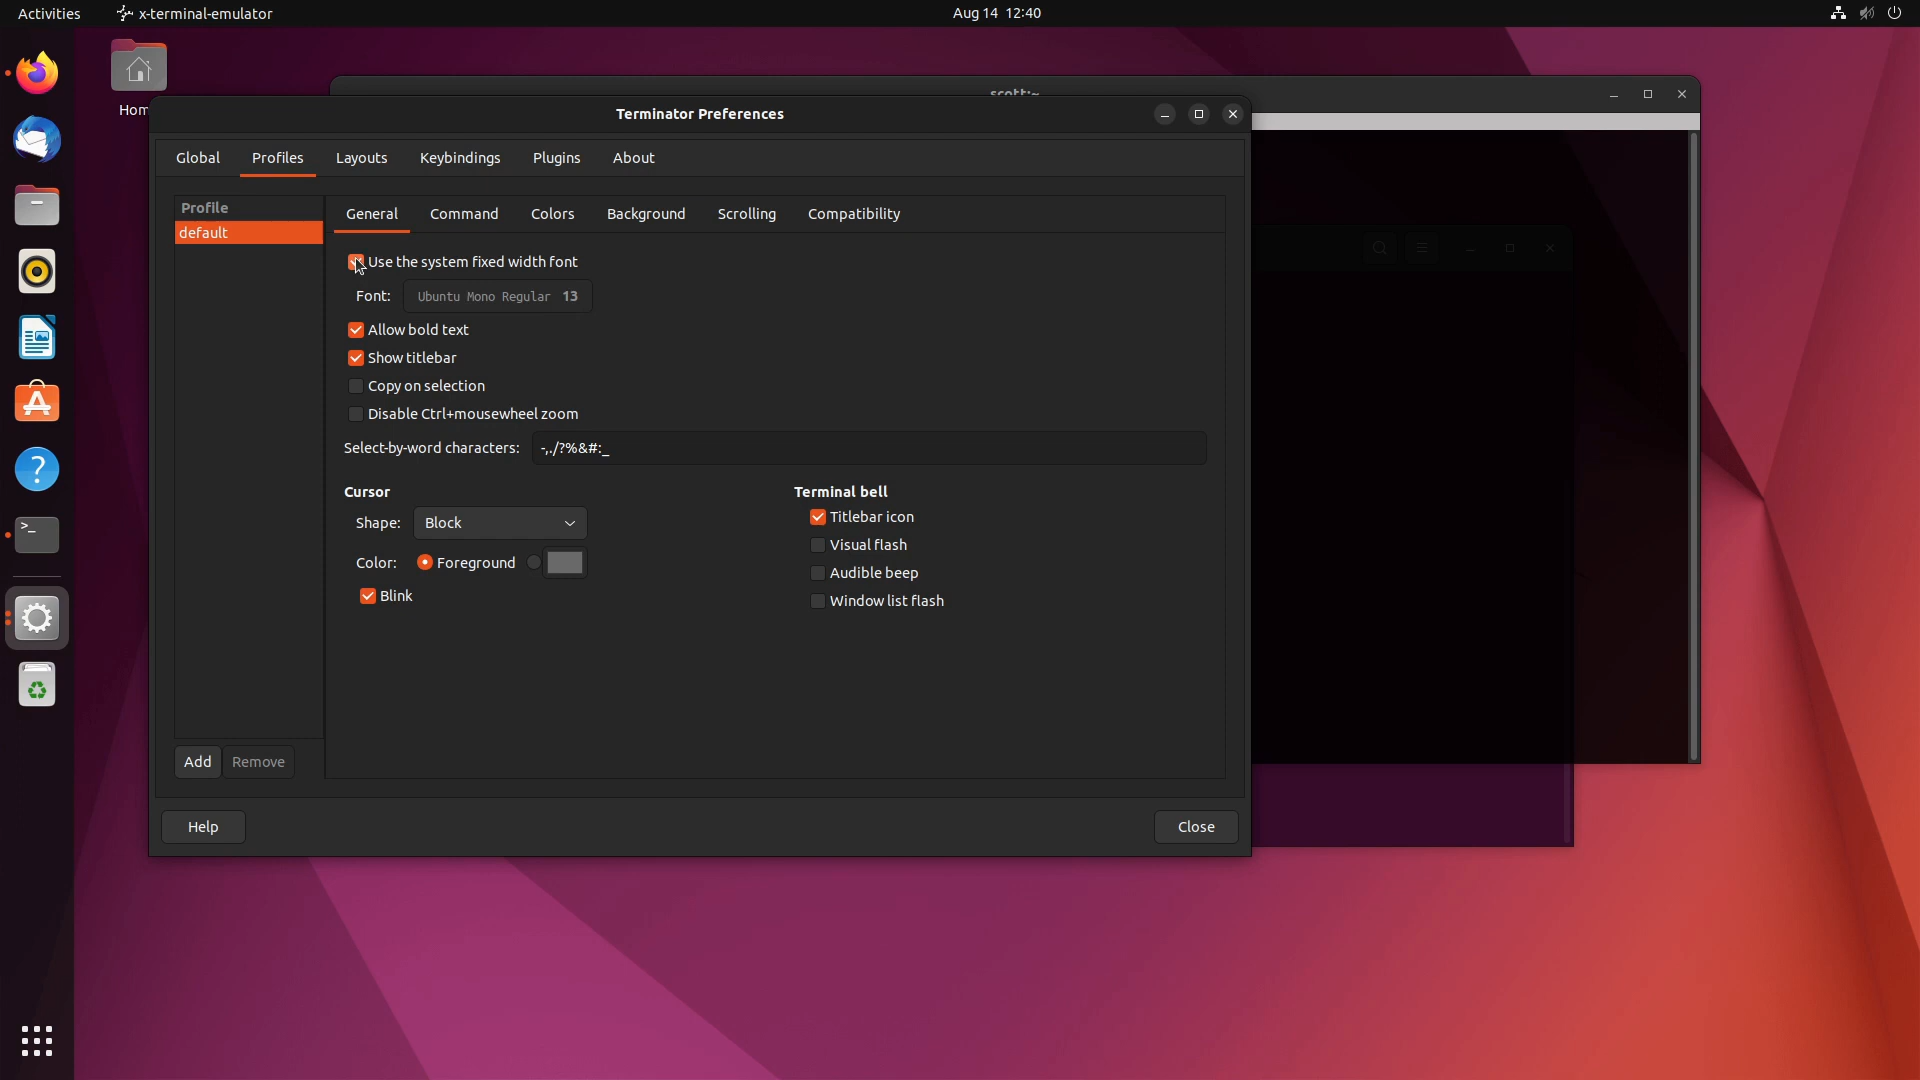 Activities
x-terminal-emulator
Aug 14 12:40
Hom
Terminator Preferences
Global Profiles Layouts Keybindings Plugins About
Profile
default
General Command Colors Background Scrolling Compatibility
Use the system fixed width font
Font: Ubuntu Mono Regular 13
Allow bold text
Show titlebar
Copy on selection
Disable Ctrl+mousewheel zoom
Select-by-word characters: -,./?%&#:_
Cursor
Shape: Block
Color: Foreground
Blink
Terminal bell
Titlebar icon
Visual flash
Audible beep
Window list flash
Add Remove
Help
Close